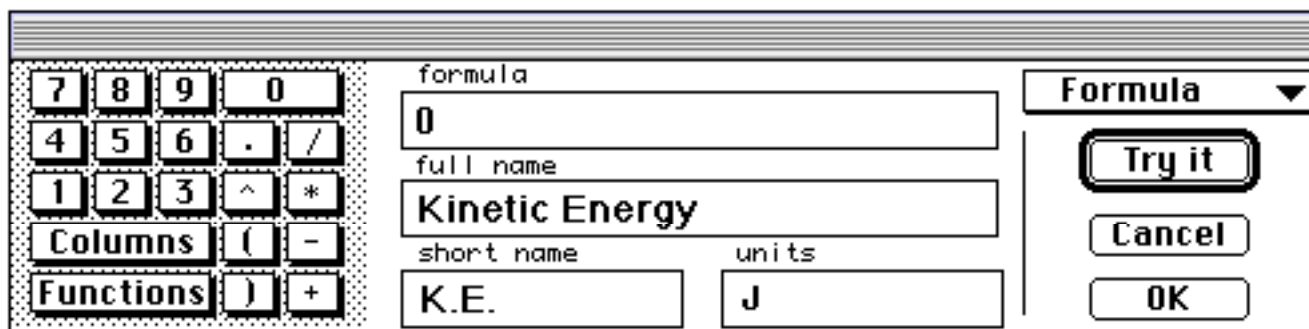 7 8 9 0
4 5 6 . /
1 2 3 ^ *
Columns ( -
Functions ) +
formula
0
full name
Kinetic Energy
short name units
K.E. J
Formula
Try it
Cancel
OK